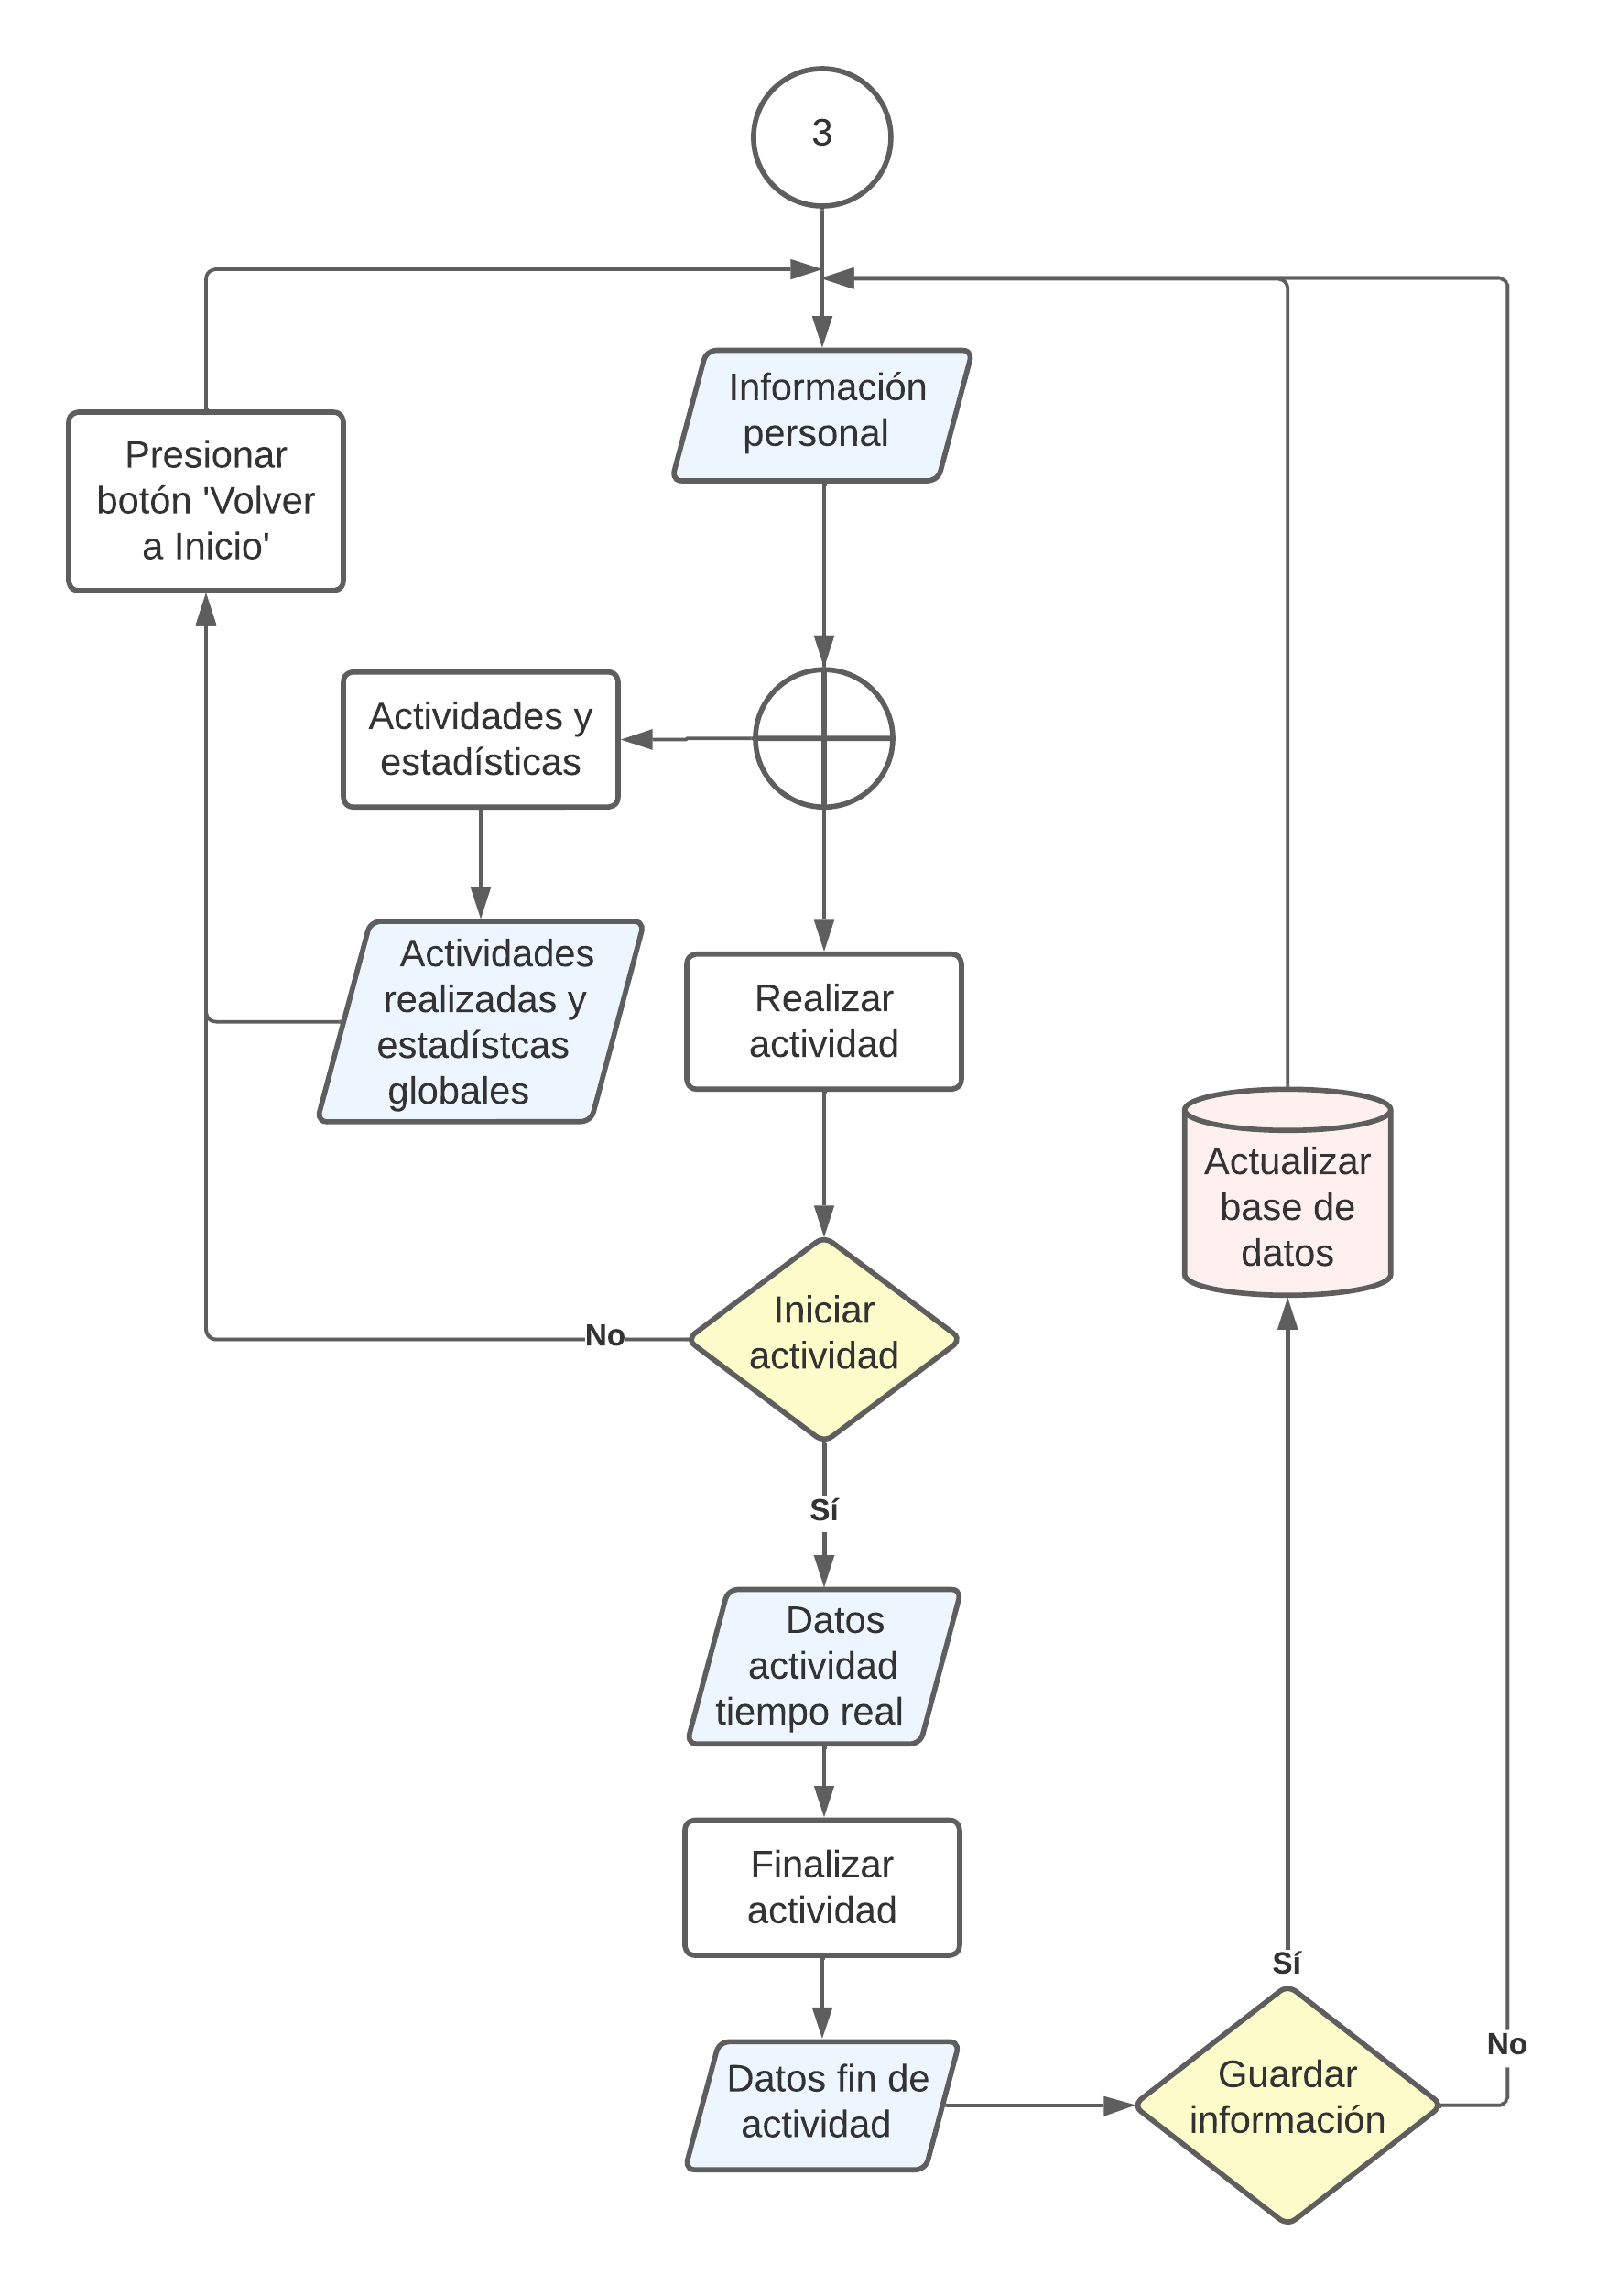 3
Información
personal
Presionar
botón 'Volver
a Inicio'
Actividades y
estadísticas
Actividades
realizadas y
estadístcas
globales
Realizar
actividad
Actualizar
base de
datos
Iniciar
actividad
No
Sí
Datos
actividad
tiempo real
Finalizar
actividad
Sí
Datos fin de
actividad
Guardar
información
No